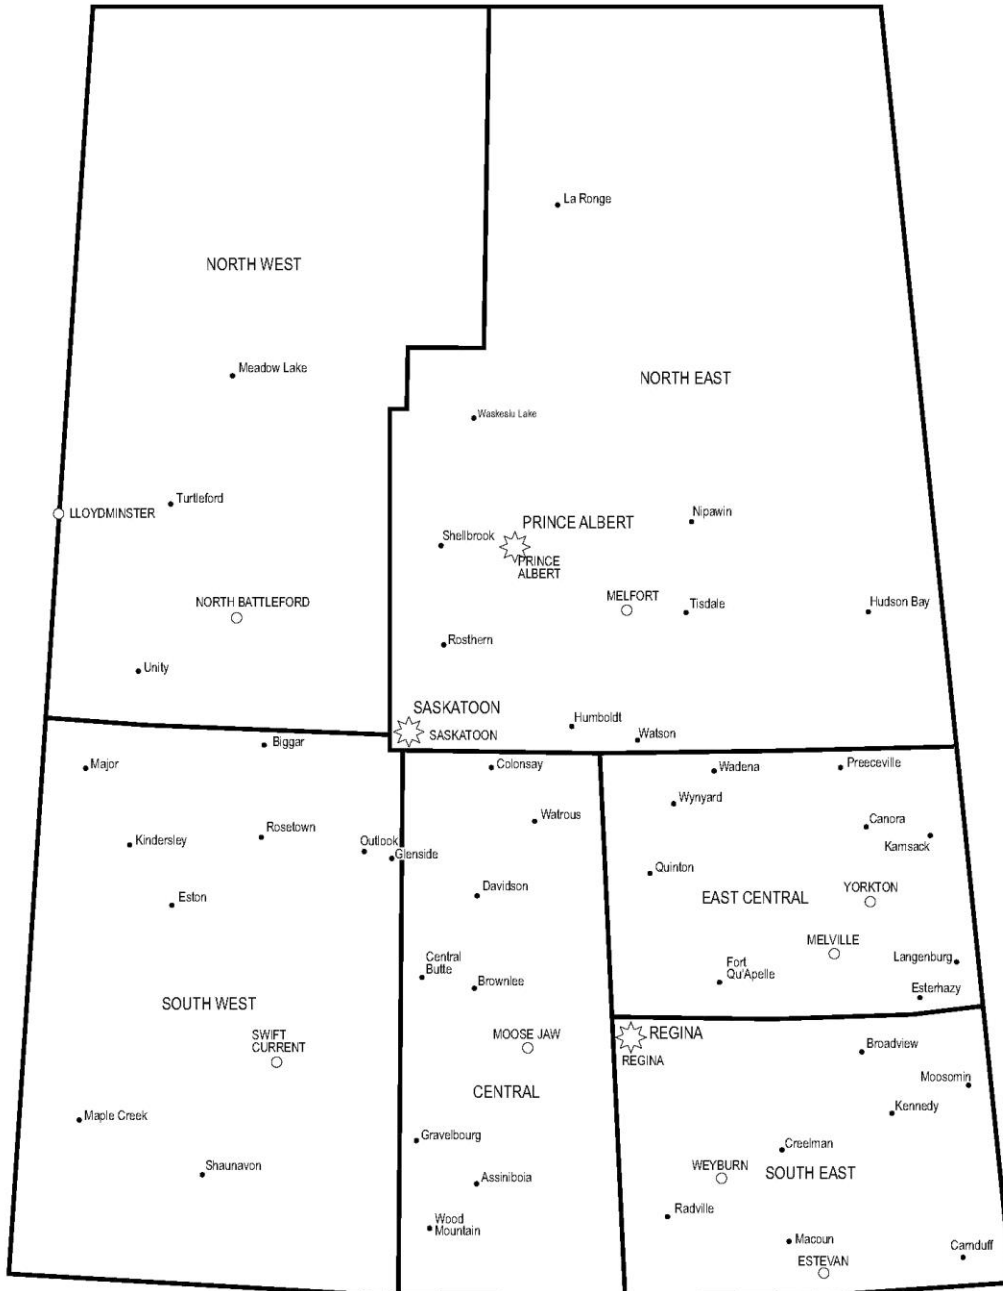 La Ronge
NORTH WEST
Meadow Lake
NORTH EAST
Waskesiu Lake
Turtleford
LLOYDMINSTER
Nipawin
PRINCE ALBERT
Shellbrook
PRINCE
ALBERT
NORTH BATTLEFORD
MELFORT
Tisdale
Hudson Bay
Rosthern
Unity
SASKATOON
SASKATOON
Humboldt
Watson
Biggar
Major
Colonsay
Wadena
Preeceville
Wynyard
Watrous
Canora
Kamsack
Rosetown
Kindersley
Outlook
Glenside
Quinton
Davidson
Eston
EAST CENTRAL
YORKTON
MELVILLE
Central
Butte
Fort
Qu'Apelle
Langenburg
Brownlee
Esterhazy
SOUTH WEST
SWIFT
CURRENT
MOOSE JAW
REGINA
REGINA
Broadview
Moosomin
CENTRAL
Kennedy
Maple Creek
Gravelbourg
Creelman
Shaunavon
WEYBURN
SOUTH EAST
Assiniboia
Radville
Wood
Mountain
Macoun
Carnduff
ESTEVAN